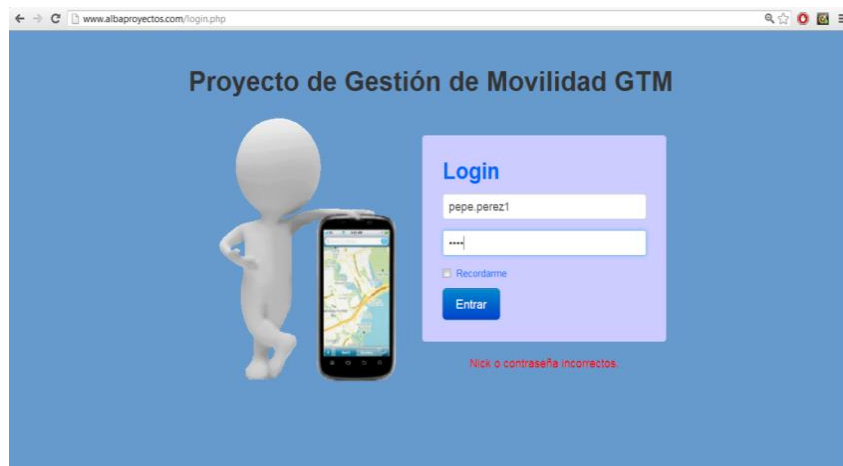 www.albaproyectos.com/login.php
Proyecto de Gestión de Movilidad GTM
Login
pepe.perez1
••••
Recordarme
Entrar
Nick o contraseña incorrectos.